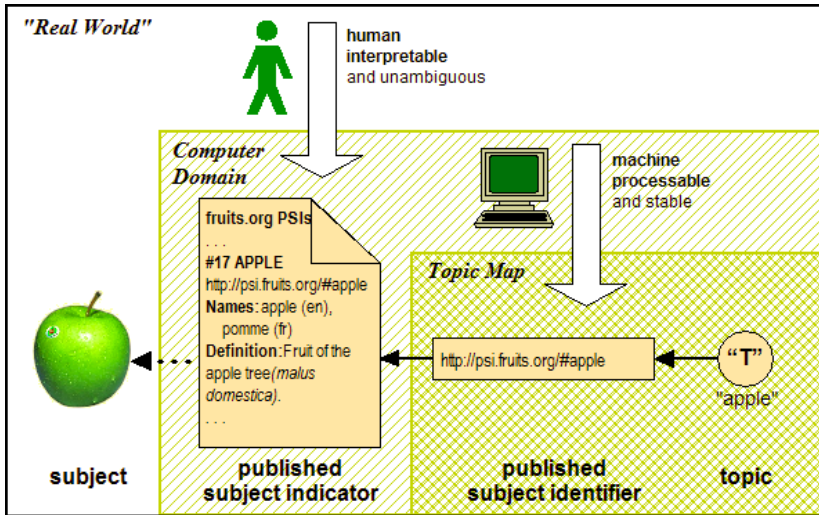 "Real World"
human
interpretable
and unambiguous
Computer
Domain
machine
processable
and stable
fruits.org PSIs
. . .
#17 APPLE
http://psi.fruits.org/#apple
Names: apple (en),
pomme (fr)
Definition: Fruit of the
apple tree(malus
domestica).
. . .
Topic Map
http://psi.fruits.org/#apple
"T"
"apple"
subject
published
subject indicator
published
subject identifier
topic